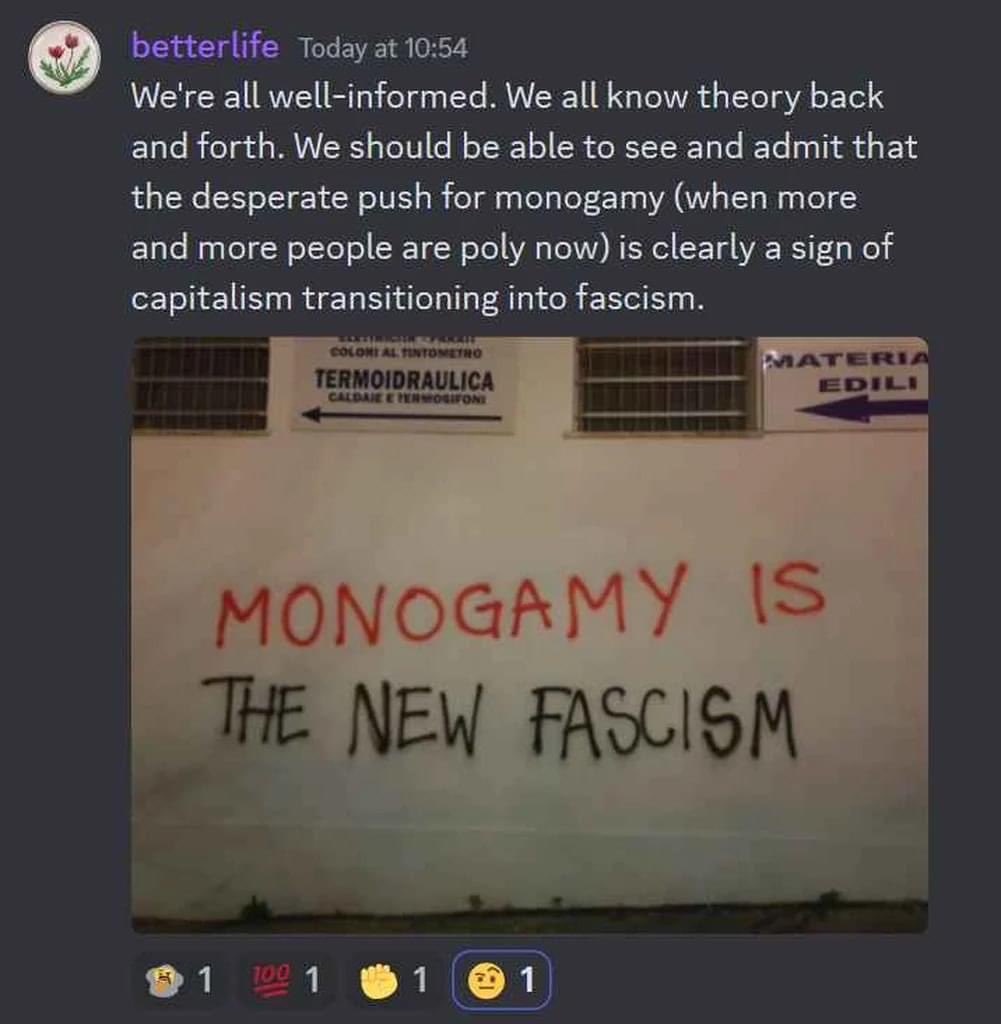 betterlife Today at 10:54
We're all well-informed. We all know theory back
and forth. We should be able to see and admit that
the desperate push for monogamy (when more
and more people are poly now) is clearly a sign of
capitalism transitioning into fascism.
COLORI AL TINTOMETRO
TERMOIDRAULICA
CALDAIE E TERMOSIFONI
MATERIA
EDILI
MONOGAMY IS
THE NEW FASCISM
1 100 1 1 1